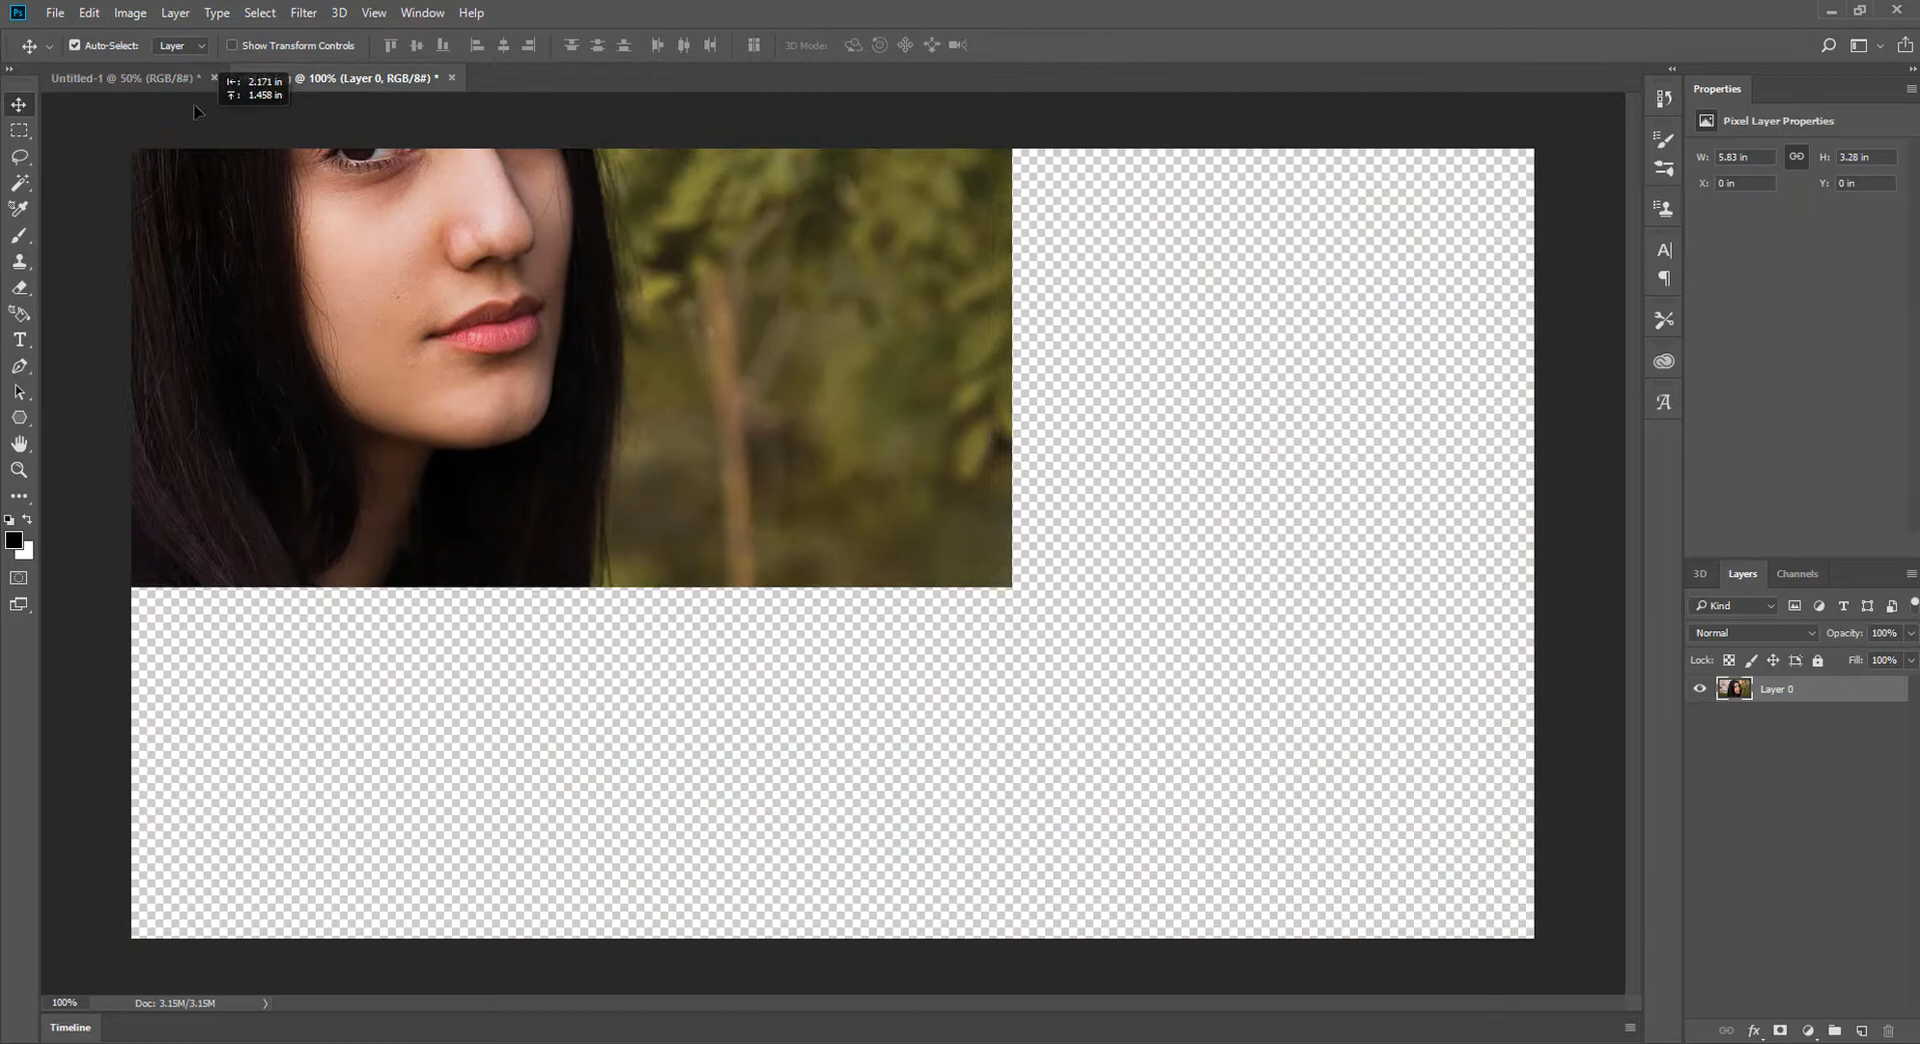 Ps File Edit Image Layer Type Select Filter 3D View Window Help
Auto-Select: Layer Show Transform Controls 3D Mode:
Untitled-1 @ 50% (RGB/8#) * @ 100% (Layer 0, RGB/8#) *
2.171 in
1.458 in
Properties
Pixel Layer Properties
W: 5.83 in H: 3.28 in
X: 0 in Y: 0 in
3D Layers Channels
Kind
Normal Opacity: 100%
Lock: Fill: 100%
Layer 0
fx
100% Doc: 3.15M/3.15M
Timeline